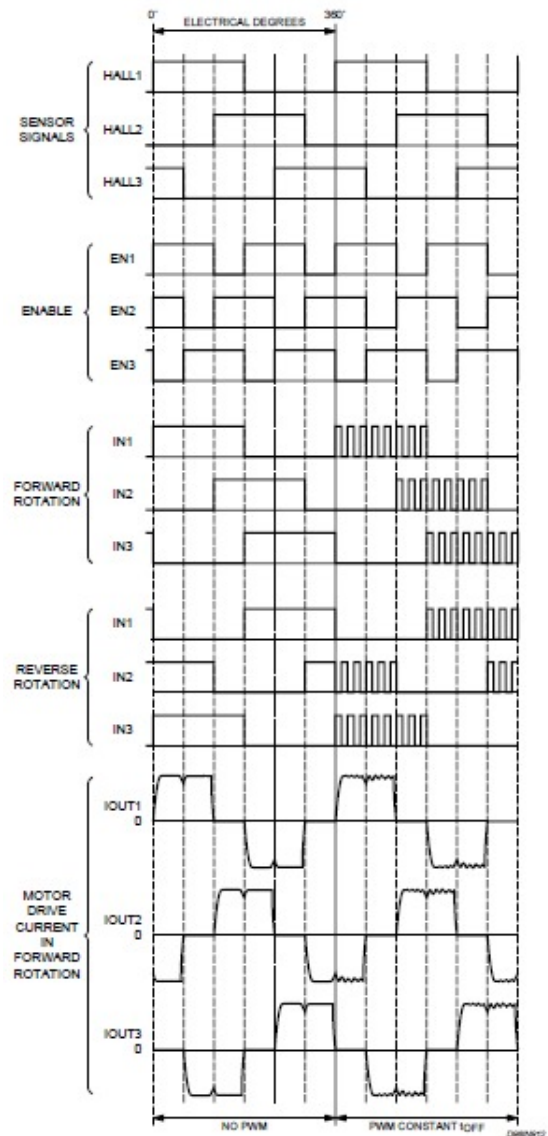 0° 360°
ELECTRICAL DEGREES
SENSOR
SIGNALS
HALL1
HALL2
HALL3
ENABLE
EN1
EN2
EN3
FORWARD
ROTATION
IN1
IN2
IN3
REVERSE
ROTATION
IN1
IN2
IN3
MOTOR
DRIVE
CURRENT
IN
FORWARD
ROTATION
IOUT1
0
IOUT2
0
IOUT3
0
NO PWM
PWM CONSTANT tOFF